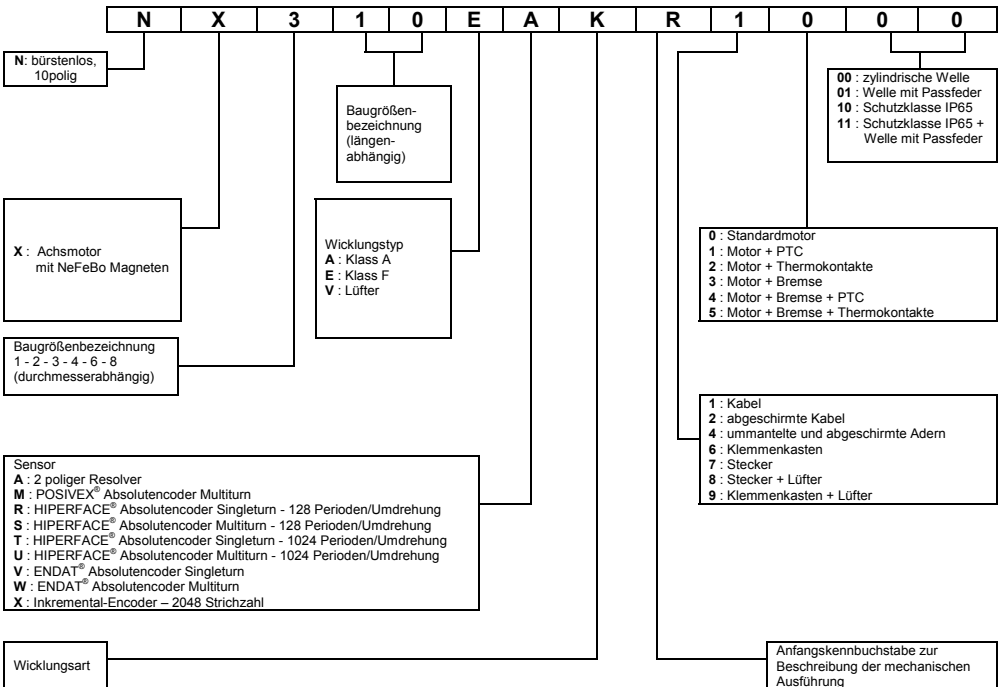 N X 3 1 0 E A K R 1 0 0 0
N: bürstenlos,
10polig
00 : zylindrische Welle
01 : Welle mit Passfeder
10 : Schutzklasse IP65
11 : Schutzklasse IP65 +
Welle mit Passfeder
Baugrößen-
bezeichnung
(längen-
abhängig)
X : Achsmotor
mit NeFeBo Magneten
Wicklungstyp
A : Klass A
E : Klass F
V : Lüfter
0 : Standardmotor
1 : Motor + PTC
2 : Motor + Thermokontakte
3 : Motor + Bremse
4 : Motor + Bremse + PTC
5 : Motor + Bremse + Thermokontakte
Baugrößenbezeichnung
1 - 2 - 3 - 4 - 6 - 8
(durchmesserabhängig)
1 : Kabel
2 : abgeschirmte Kabel
4 : ummantelte und abgeschirmte Adern
6 : Klemmenkasten
7 : Stecker
8 : Stecker + Lüfter
9 : Klemmenkasten + Lüfter
Sensor
A : 2 poliger Resolver
M : POSIVEX® Absolutencoder Multiturn
R : HIPERFACE® Absolutencoder Singleturn - 128 Perioden/Umdrehung
S : HIPERFACE® Absolutencoder Multiturn - 128 Perioden/Umdrehung
T : HIPERFACE® Absolutencoder Singleturn - 1024 Perioden/Umdrehung
U : HIPERFACE® Absolutencoder Multiturn - 1024 Perioden/Umdrehung
V : ENDAT® Absolutencoder Singleturn
W : ENDAT® Absolutencoder Multiturn
X : Inkremental-Encoder – 2048 Strichzahl
Wicklungsart
Anfangskennbuchstabe zur
Beschreibung der mechanischen
Ausführung